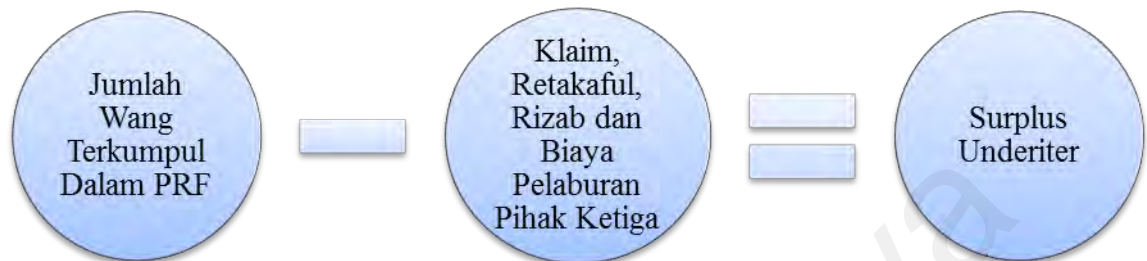 Jumlah
Wang
Terkumpul
Dalam PRF
Klaim,
Retakaful,
Rizab dan
Biaya
Pelaburan
Pihak Ketiga
Surplus
Underiter